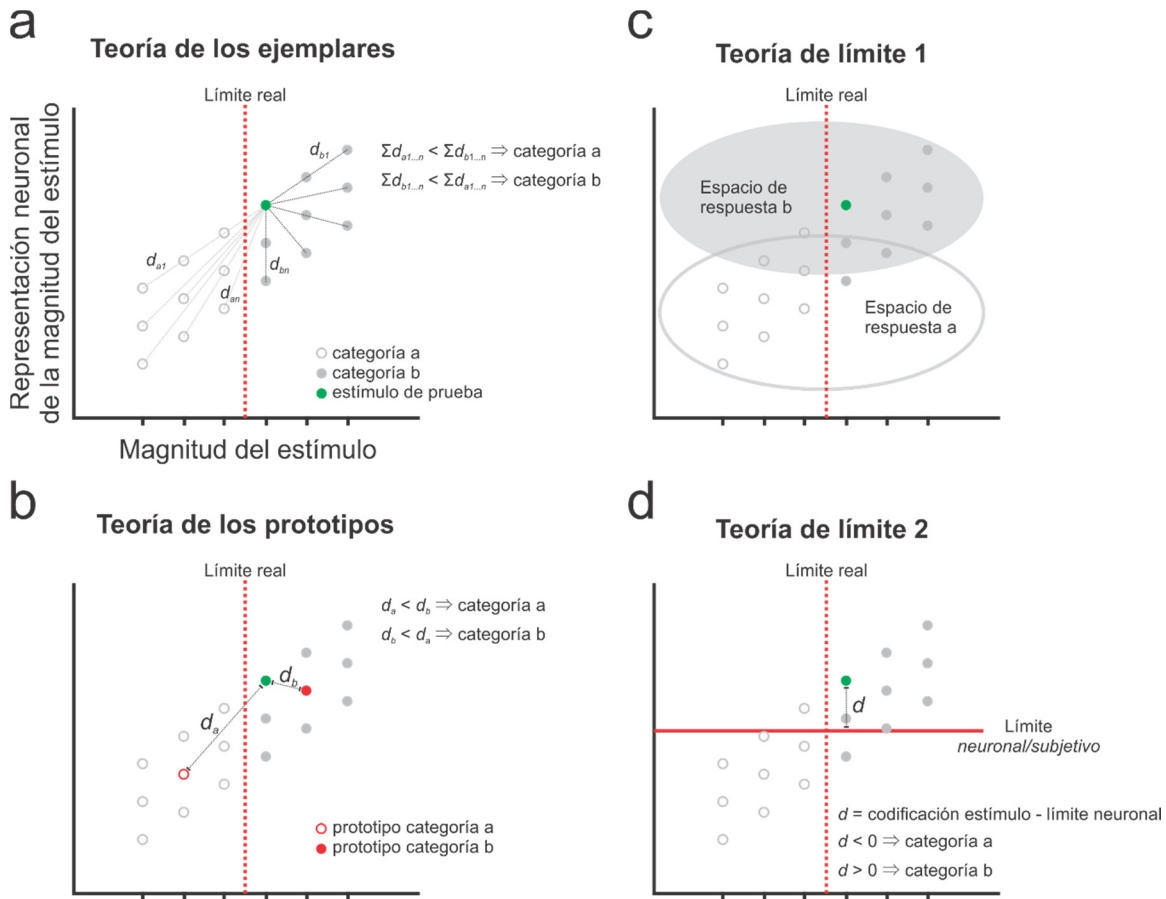 a
Teoría de los ejemplares
Límite real
Representación neuronal
de la magnitud del estímulo
d_b1
Σd_a1...n < Σd_b1...n ⇒ categoría a
Σd_b1...n < Σd_a1...n ⇒ categoría b
d_a1
d_an
d_bn
categoría a
categoría b
estímulo de prueba
Magnitud del estímulo
c
Teoría de límite 1
Límite real
Espacio de
respuesta b
Espacio de
respuesta a
b
Teoría de los prototipos
Límite real
d_a < d_b ⇒ categoría a
d_b < d_a ⇒ categoría b
d_b
d_a
prototipo categoría a
prototipo categoría b
d
Teoría de límite 2
Límite real
d
Límite
neuronal/subjetivo
d = codificación estímulo - límite neuronal
d < 0 ⇒ categoría a
d > 0 ⇒ categoría b